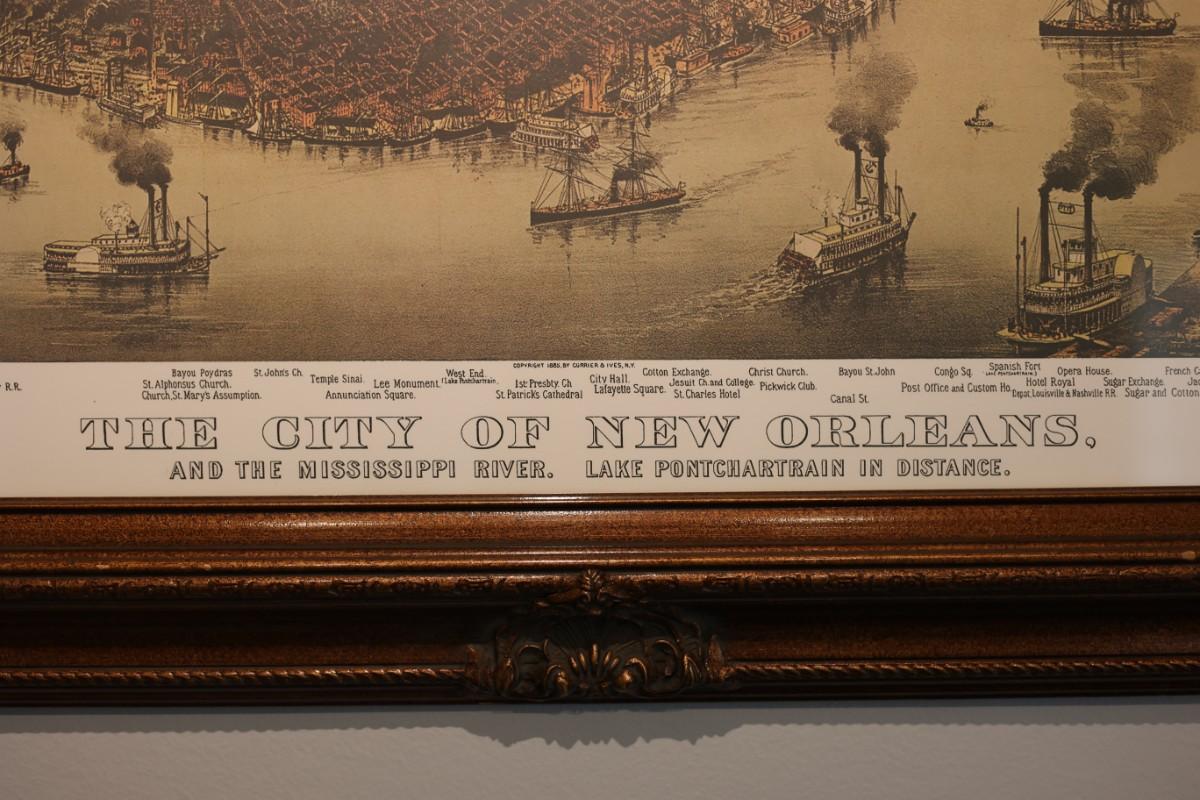 COPYRIGHT 1885, BY CURRIER & IVES, N.Y.
R.R.
Bayou Poydras
St. Alphonsus Church.
Church, St. Mary's Assumption.
St. John's Ch.
Temple Sinai.
Annunciation Square.
Lee Monument
West End.
(Lake Pontchartrain.
1st Presbty. Ch
St. Patrick's Cathedral
City Hall.
Lafayette Square.
Cotton Exchange.
Jesuit Ch. and College.
St. Charles Hotel
Christ Church.
Pickwick Club.
Bayou St. John
Canal St.
Congo Sq.
Post Office and Custom Ho.
Spanish Fort
(LAKE PONTCHARTRAIN.)
Hotel Royal
Depot, Louisville & Nashville RR.
Opera House.
Sugar Exchange.
Sugar and
French
Cotton
THE CITY OF NEW ORLEANS,
AND THE MISSISSIPPI RIVER. LAKE PONTCHARTRAIN IN DISTANCE.